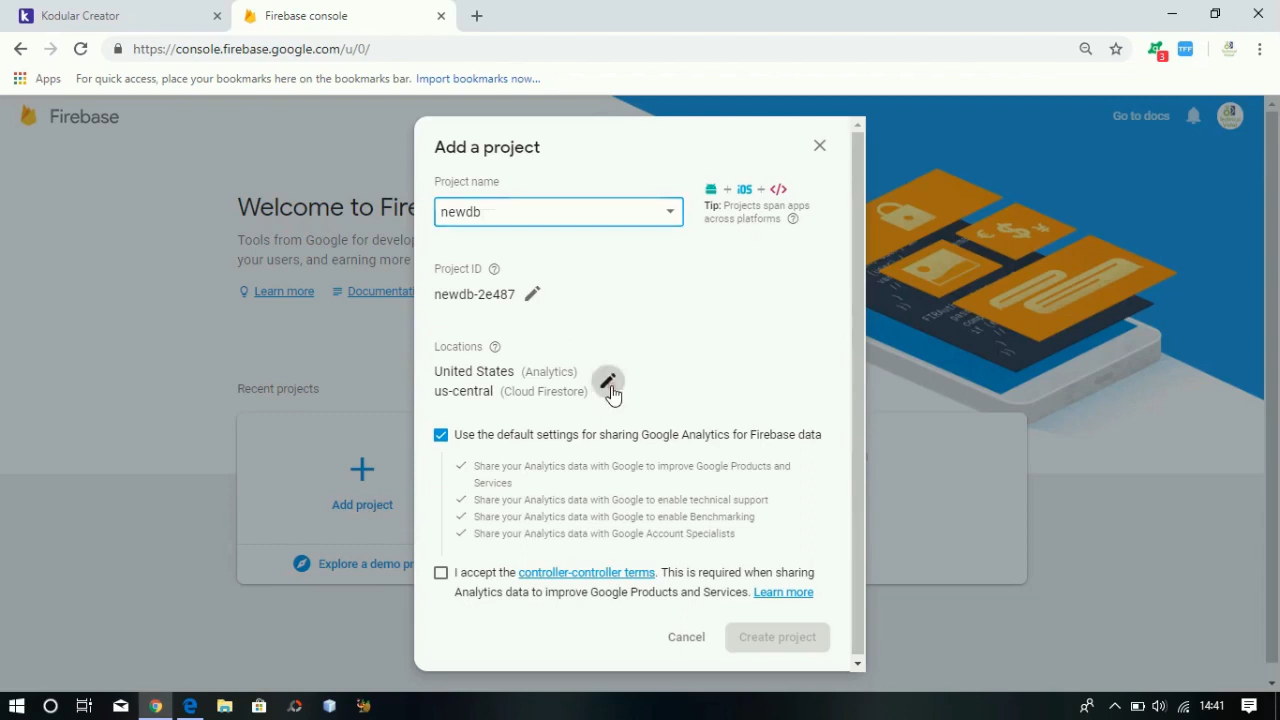 Kodular Creator
Firebase console
https://console.firebase.google.com/u/0/
3
TFF
Apps
For quick access, place your bookmarks here on the bookmarks bar. Import bookmarks now...
Firebase
Go to docs
Add a project
Project name
newdb
iOS
Tip: Projects span apps
across platforms
Welcome to Fire
Tools from Google for develop
your users, and earning more
Learn more
Documentati
Project ID
newdb-2e487
Locations
United States (Analytics)
us-central (Cloud Firestore)
Recent projects
Add project
Explore a demo pr
Use the default settings for sharing Google Analytics for Firebase data
Share your Analytics data with Google to improve Google Products and
Services
Share your Analytics data with Google to enable technical support
Share your Analytics data with Google to enable Benchmarking
Share your Analytics data with Google Account Specialists
I accept the controller-controller terms. This is required when sharing
Analytics data to improve Google Products and Services. Learn more
Cancel
Create project
14:41